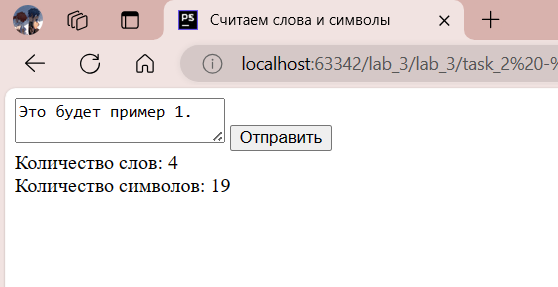 PS Считаем слова и символы
localhost:63342/lab_3/lab_3/task_2%20-%
Это будет пример 1.
Отправить
Количество слов: 4
Количество символов: 19